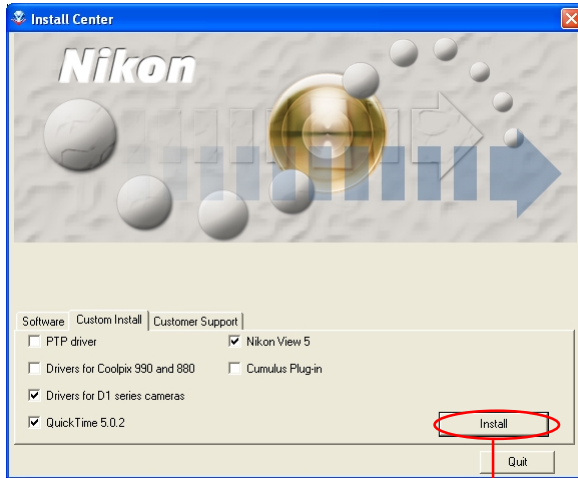 Install Center
Nikon
Software Custom Install Customer Support
PTP driver Nikon View 5
Drivers for Coolpix 990 and 880 Cumulus Plug-in
Drivers for D1 series cameras
QuickTime 5.0.2
Install
Quit